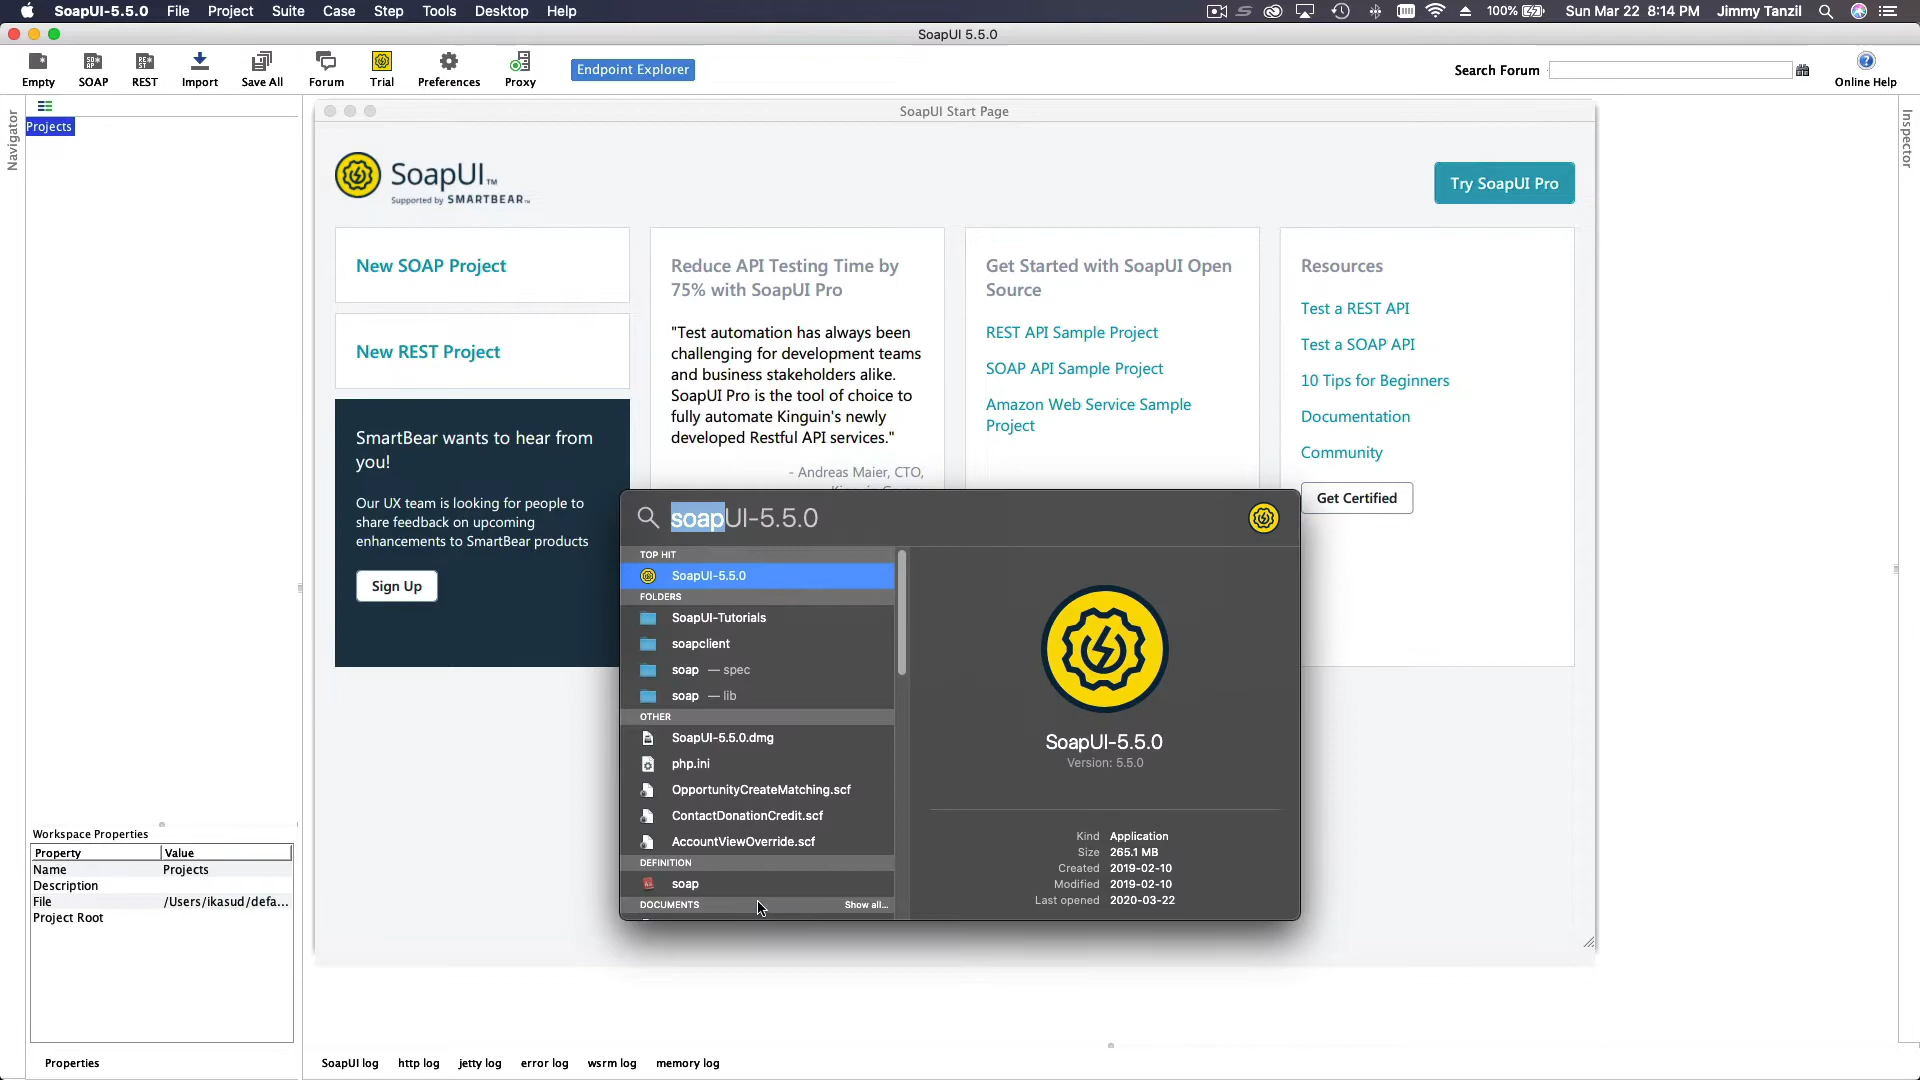 SoapUI-5.5.0 File Project Suite Case Step Tools Desktop Help
100% Sun Mar 22 8:14 PM Jimmy Tanzil
SoapUI 5.5.0
Empty SOAP REST Import Save All Forum Trial Preferences Proxy
Endpoint Explorer
Search Forum
Online Help
Navigator
Projects
Inspector
SoapUI Start Page
SoapUI™
Supported by SMARTBEAR™
Try SoapUI Pro
New SOAP Project
New REST Project
SmartBear wants to hear from
you!
Our UX team is looking for people to
share feedback on upcoming
enhancements to SmartBear products
Sign Up
Reduce API Testing Time by
75% with SoapUI Pro
"Test automation has always been
challenging for development teams
and business stakeholders alike.
SoapUI Pro is the tool of choice to
fully automate Kinguin's newly
developed Restful API services."
- Andreas Maier, CTO,
Get Started with SoapUI Open
Source
REST API Sample Project
SOAP API Sample Project
Amazon Web Service Sample
Project
Resources
Test a REST API
Test a SOAP API
10 Tips for Beginners
Documentation
Community
Get Certified
soapUI-5.5.0
TOP HIT
SoapUI-5.5.0
FOLDERS
SoapUI-Tutorials
soapclient
soap — spec
soap — lib
OTHER
SoapUI-5.5.0.dmg
php.ini
OpportunityCreateMatching.scf
ContactDonationCredit.scf
AccountViewOverride.scf
DEFINITION
soap
DOCUMENTS Show all...
SoapUI-5.5.0
Version: 5.5.0
Kind Application
Size 265.1 MB
Created 2019-02-10
Modified 2019-02-10
Last opened 2020-03-22
Workspace Properties
Property Value
Name Projects
Description
File /Users/ikasud/defa...
Project Root
Properties
SoapUI log http log jetty log error log wsrm log memory log